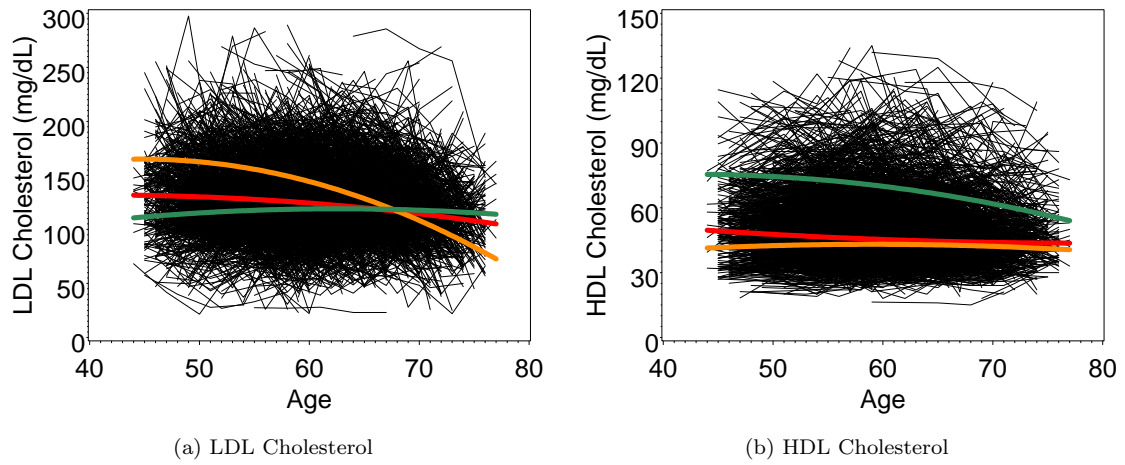 300
250
200
150
100
50
0
LDL Cholesterol (mg/dL)
40 50 60 70 80
Age
(a) LDL Cholesterol
150
120
90
60
30
0
HDL Cholesterol (mg/dL)
40 50 60 70 80
Age
(b) HDL Cholesterol